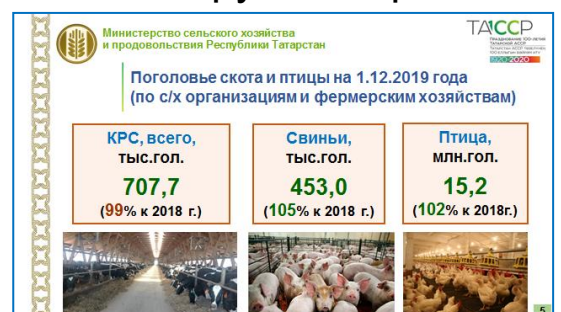 Министерство сельского хозяйства
и продовольствия Республики Татарстан
ТАССР
Поголовье скота и птицы на 1.12.2019 года
(по с/х организациям и фермерским хозяйствам)
КРС, всего,
тыс.гол.
707,7
(99% к 2018 г.)
Свиньи,
тыс.гол.
453,0
(105% к 2018 г.)
Птица,
млн.гол.
15,2
(102% к 2018г.)
5